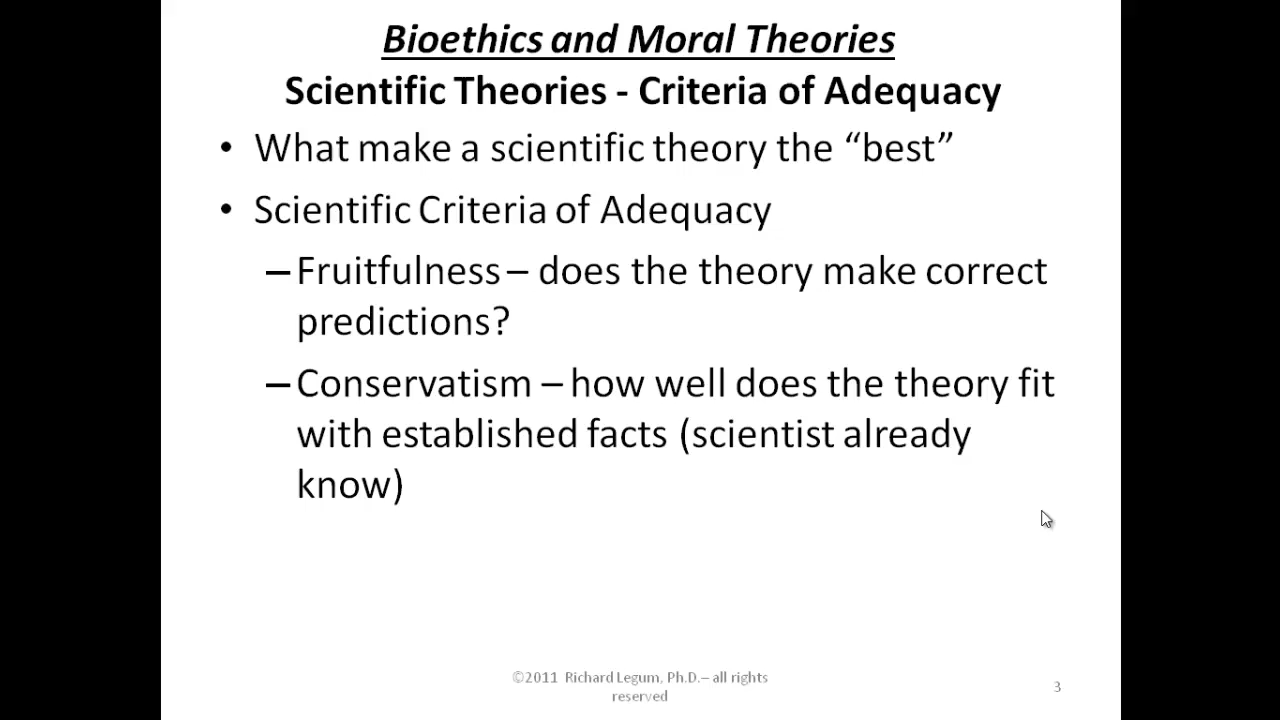 Bioethics and Moral Theories
Scientific Theories - Criteria of Adequacy
• What make a scientific theory the “best”
• Scientific Criteria of Adequacy
– Fruitfulness – does the theory make correct
predictions?
– Conservatism – how well does the theory fit
with established facts (scientist already
know)
©2011 Richard Legum, Ph.D.– all rights
reserved
3